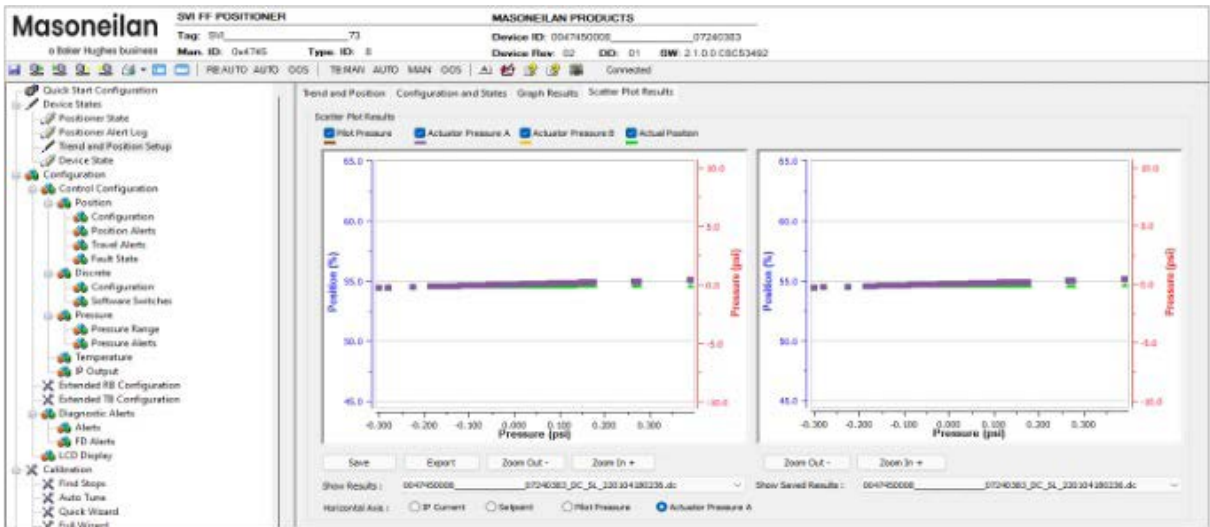 Masoneilan
a Baker Hughes business
SVI FF POSITIONER
MASONEILAN PRODUCTS
Tag: SVI_________73
Device ID: 0047450008_________07240383
Man. ID: 0x4745 Type. ID: 8
Device Rev: 02 DD: 01 SW: 2.1.0.0
RB:AUTO AUTO OOS TB:MAN AUTO MAN OOS Connected
Quick Start Configuration
Device States
Positioner State
Positioner Alert Log
Trend and Position Setup
Device State
Configuration
Control Configuration
Position
Configuration
Position Alerts
Travel Alerts
Fault State
Discrete
Configuration
Software Switches
Pressure
Pressure Range
Pressure Alerts
Temperature
IP Output
Extended RB Configuration
Extended TB Configuration
Diagnostic Alerts
Alerts
FD Alerts
LCD Display
Calibration
Find Stops
Auto Tune
Quick Wizard
Full Wizard
Trend and Position Configuration and States Graph Results Scatter Plot Results
Scatter Plot Results
Pilot Pressure Actuator Pressure A Actuator Pressure B Actual Position
65.0
60.0
55.0
50.0
45.0
Position (%)
10.0
5.0
0.0
-5.0
-10.0
Pressure (psi)
-0.300 -0.200 -0.100 0.000 0.100 0.200 0.300
Pressure (psi)
65.0
60.0
55.0
50.0
45.0
Position (%)
10.0
5.0
0.0
-5.0
-10.0
Pressure (psi)
-0.300 -0.200 -0.100 0.000 0.100 0.200 0.300
Pressure (psi)
Save Export Zoom Out - Zoom In +
Zoom Out - Zoom In +
Show Results : 0047450008_________07240383_DC_SL_220104180236.dc
Show Saved Results : 0047450008_________07240383_DC_SL_220104180236.dc
Horizontal Axis : IP Current Setpoint Pilot Pressure Actuator Pressure A